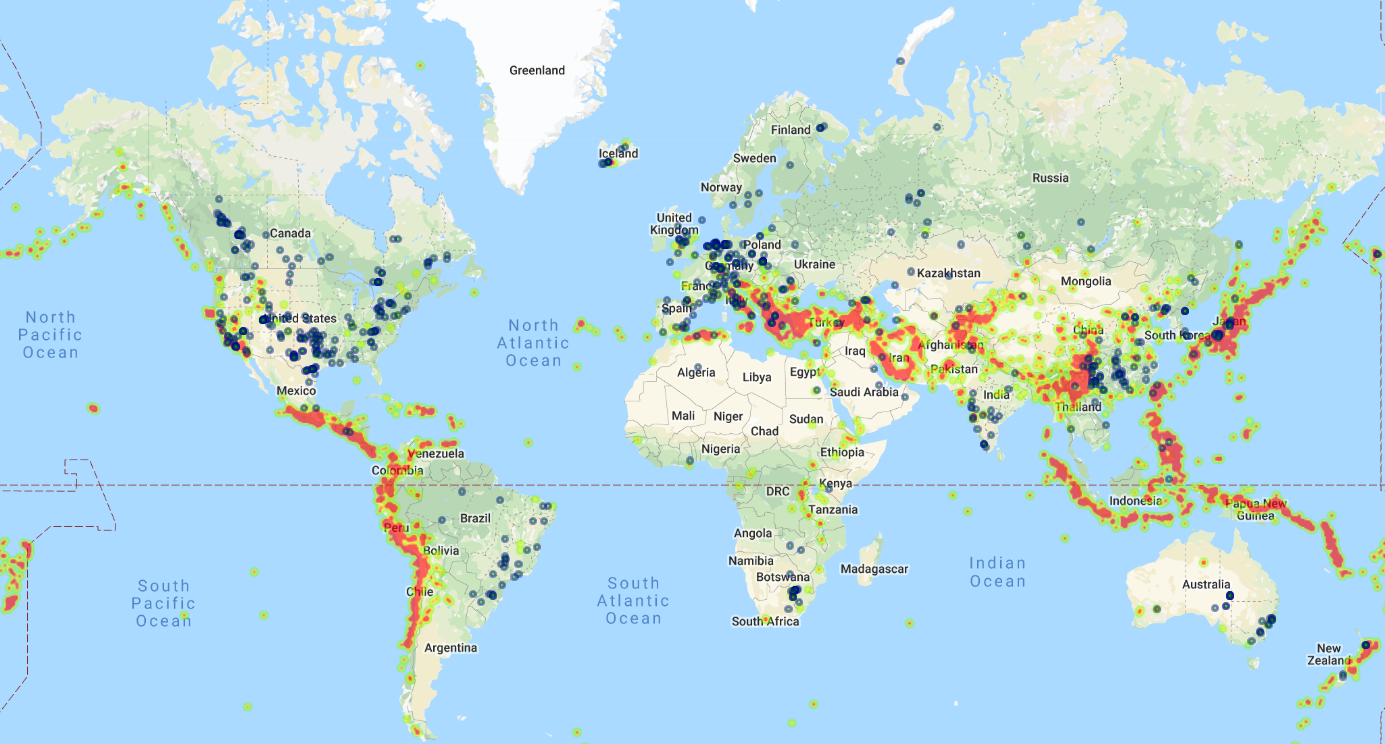 Greenland
Iceland
Finland
Sweden
Norway
Russia
United
Kingdom
Canada
Poland
Germany
Ukraine
France
Kazakhstan
Mongolia
Italy
Spain
United States
North
Pacific
Ocean
North
Atlantic
Ocean
Turkey
China
Japan
South Korea
Iraq
Iran
Afghanistan
Algeria
Libya
Egypt
Pakistan
Mexico
Saudi Arabia
India
Mali
Niger
Sudan
Thailand
Chad
Nigeria
Ethiopia
Venezuela
Colombia
DRC
Kenya
Tanzania
Indonesia
Papua New
Guinea
Brazil
Peru
Angola
Bolivia
Namibia
Botswana
Madagascar
Indian
Ocean
Australia
South
Pacific
Ocean
Chile
South
Atlantic
Ocean
South Africa
Argentina
New
Zealand